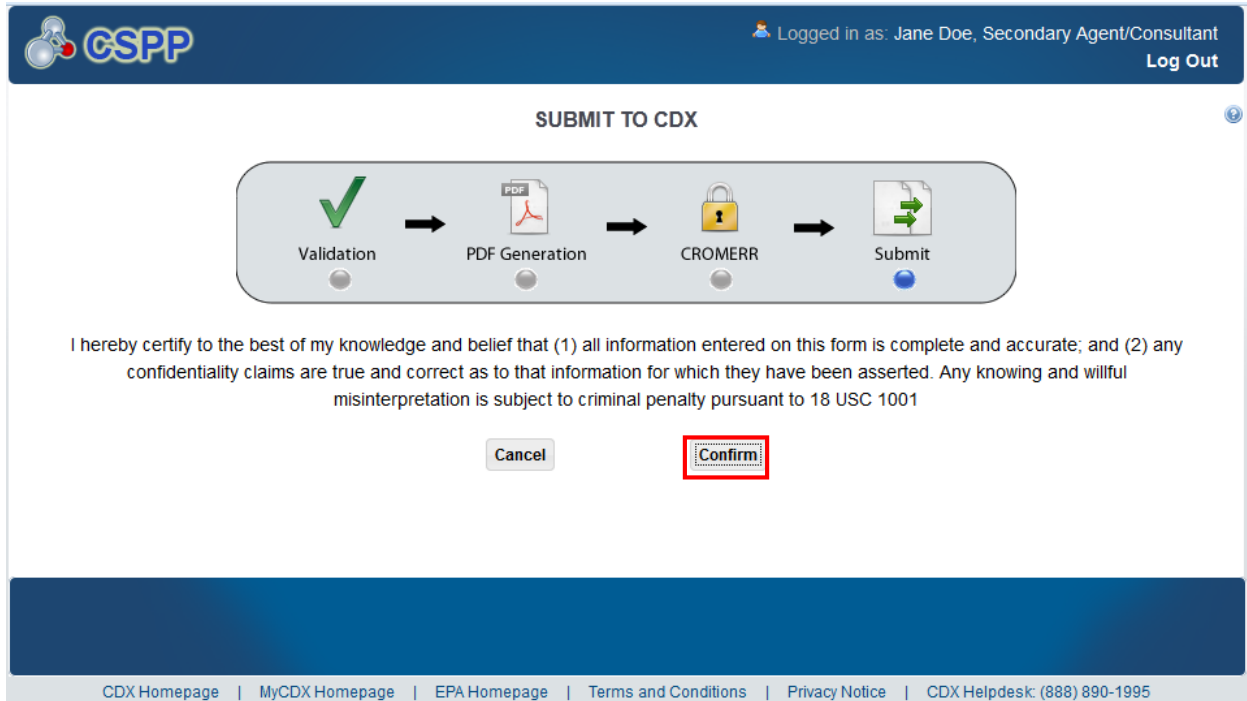 CSPP
Logged in as: Jane Doe, Secondary Agent/Consultant
Log Out
SUBMIT TO CDX
PDF
Validation
PDF Generation
CROMERR
Submit
I hereby certify to the best of my knowledge and belief that (1) all information entered on this form is complete and accurate; and (2) any
confidentiality claims are true and correct as to that information for which they have been asserted. Any knowing and willful
misinterpretation is subject to criminal penalty pursuant to 18 USC 1001
Cancel
Confirm
CDX Homepage | MyCDX Homepage | EPA Homepage | Terms and Conditions | Privacy Notice | CDX Helpdesk: (888) 890-1995